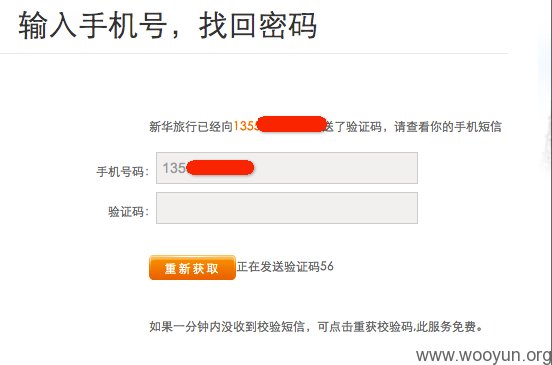 输入手机号，找回密码
新华旅行已经向135 送了验证码，请查看你的手机短信
手机号码： 135
验证码：
重新获取 正在发送验证码56
如果一分钟内没收到校验短信，可点击重获校验码,此服务免费。
www.wooyun.org